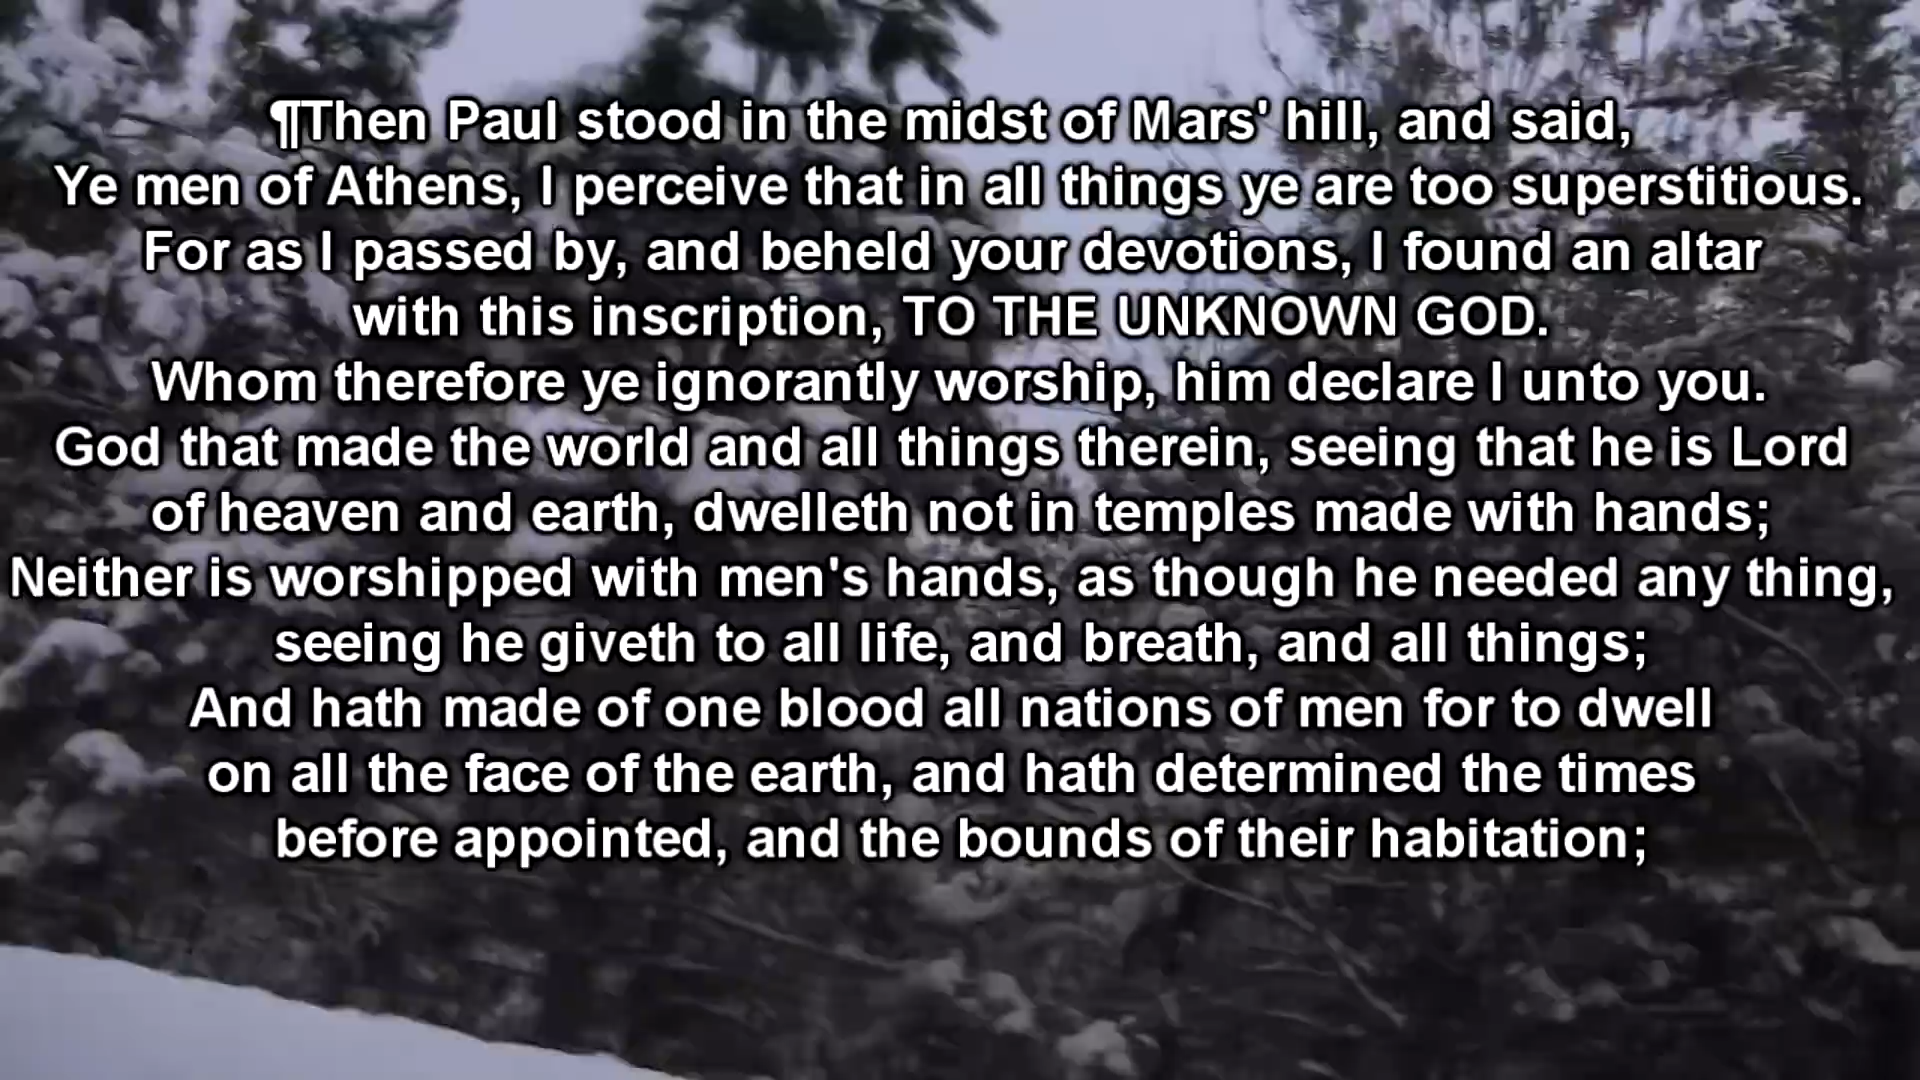 ¶Then Paul stood in the midst of Mars' hill, and said,
Ye men of Athens, I perceive that in all things ye are too superstitious.
For as I passed by, and beheld your devotions, I found an altar
with this inscription, TO THE UNKNOWN GOD.
Whom therefore ye ignorantly worship, him declare I unto you.
God that made the world and all things therein, seeing that he is Lord
of heaven and earth, dwelleth not in temples made with hands;
Neither is worshipped with men's hands, as though he needed any thing,
seeing he giveth to all life, and breath, and all things;
And hath made of one blood all nations of men for to dwell
on all the face of the earth, and hath determined the times
before appointed, and the bounds of their habitation;